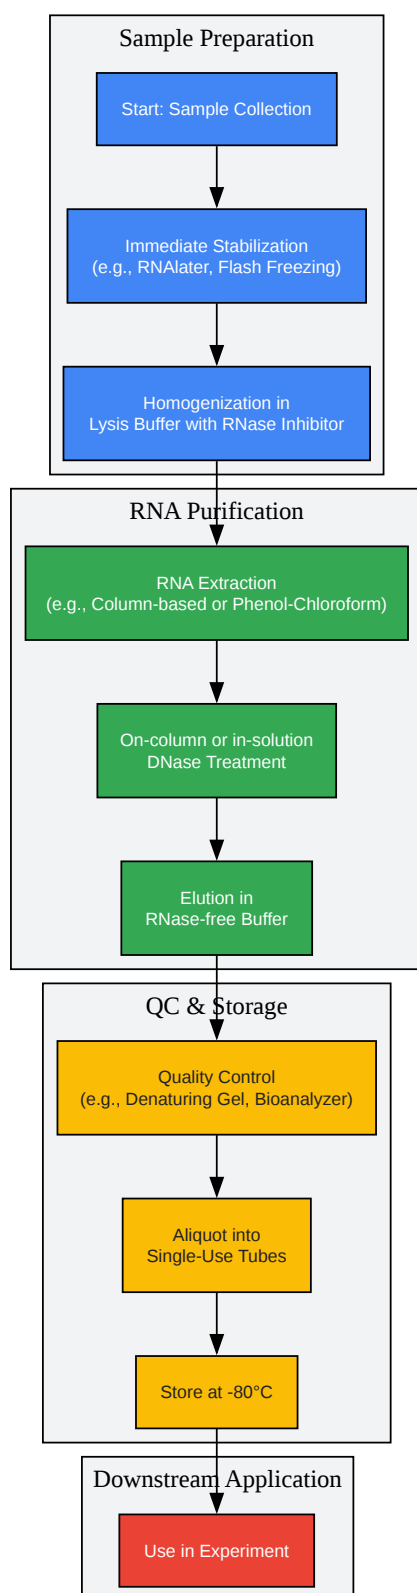 Sample Preparation
Start: Sample Collection
Immediate Stabilization
(e.g., RNAlater, Flash Freezing)
Homogenization in
Lysis Buffer with RNase Inhibitor
RNA Purification
RNA Extraction
(e.g., Column-based or Phenol-Chloroform)
On-column or in-solution
DNase Treatment
Elution in
RNase-free Buffer
QC & Storage
Quality Control
(e.g., Denaturing Gel, Bioanalyzer)
Aliquot into
Single-Use Tubes
Store at -80°C
Downstream Application
Use in Experiment